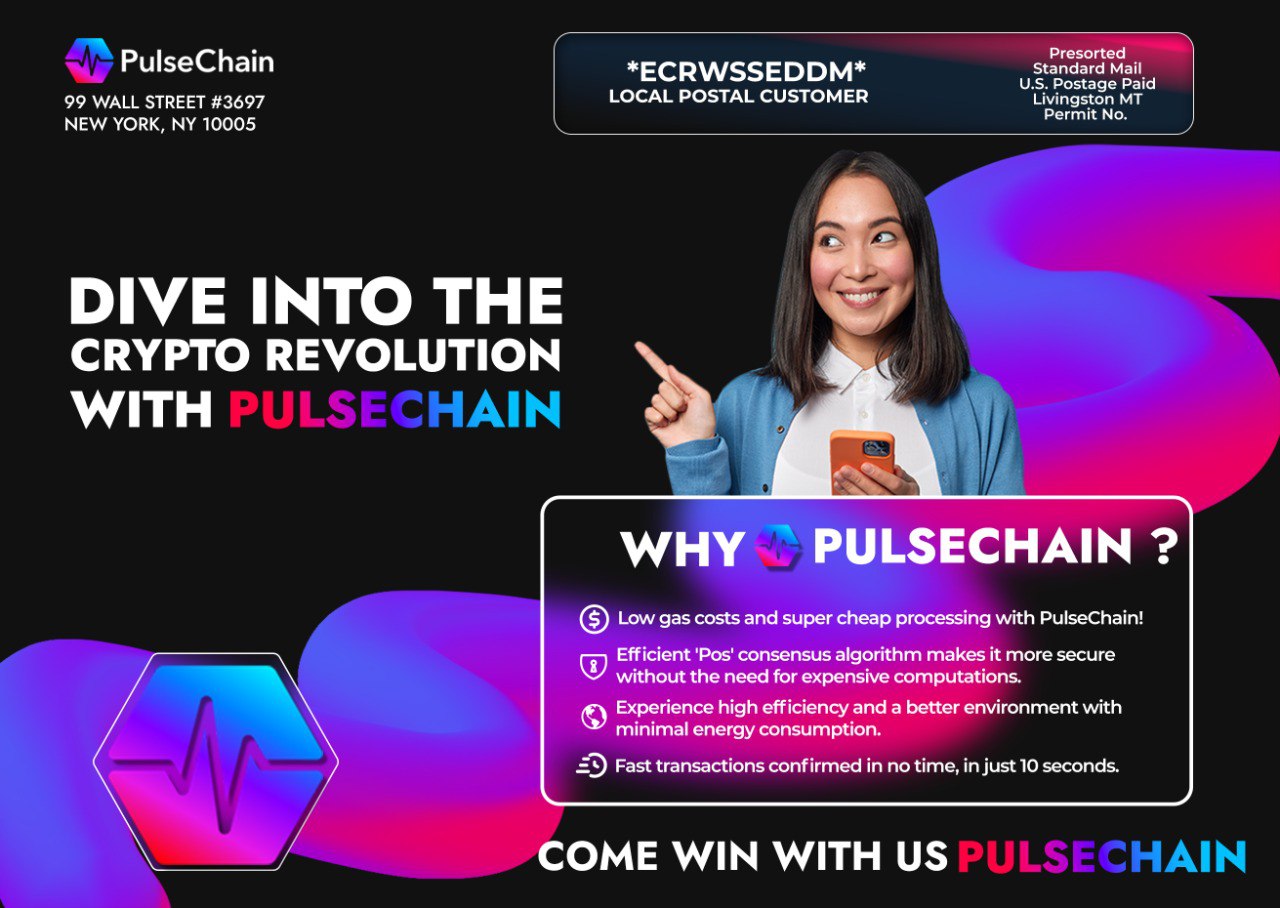 PulseChain
99 WALL STREET #3697
NEW YORK, NY 10005
*ECRWSSEDDM*
LOCAL POSTAL CUSTOMER
Presorted
Standard Mail
U.S. Postage Paid
Livingston MT
Permit No.
DIVE INTO THE
CRYPTO REVOLUTION
WITH PULSECHAIN
WHY PULSECHAIN ?
Low gas costs and super cheap processing with PulseChain!
Efficient 'Pos' consensus algorithm makes it more secure
without the need for expensive computations.
Experience high efficiency and a better environment with
minimal energy consumption.
Fast transactions confirmed in no time, in just 10 seconds.
COME WIN WITH US PULSECHAIN